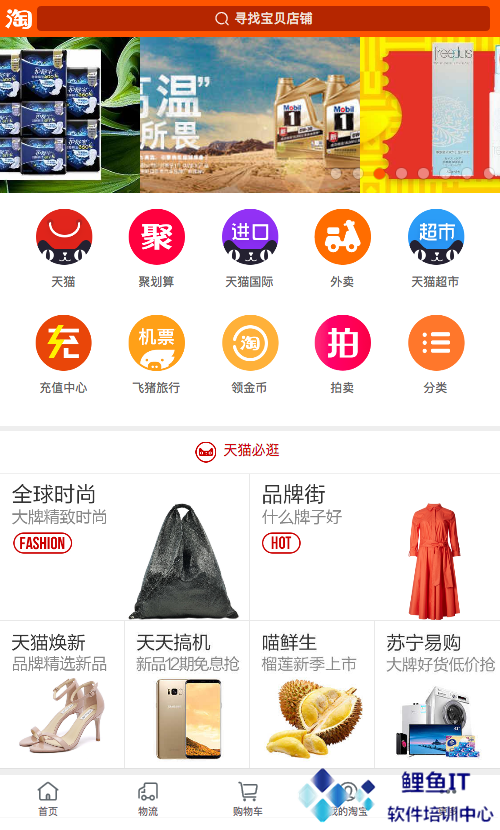 淘 寻找宝贝店铺
高温”
所畏
Mobil 1
Mobil 1
freeplus
聚
进口
超市
天猫
聚划算
天猫国际
外卖
天猫超市
充
机票
淘
拍
充值中心
飞猪旅行
领金币
拍卖
分类
天猫必逛
全球时尚
大牌精致时尚
FASHION
品牌街
什么牌子好
HOT
天猫焕新
品牌精选新品
天天搞机
新品12期免息抢
喵鲜生
榴莲新季上市
苏宁易购
大牌好货低价抢
首页
物流
购物车
我的淘宝
鲤鱼IT
软件培训中心